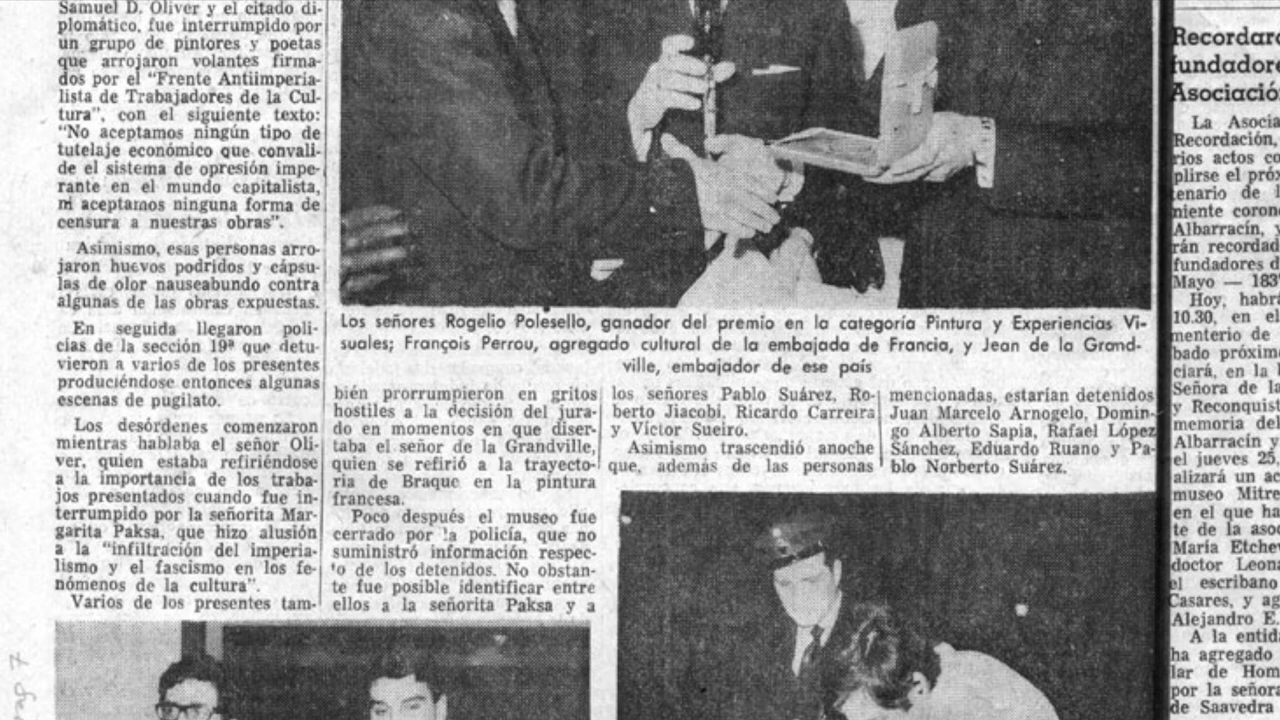 Samuel D. Oliver y el citado di-
plomático, fue interrumpido por
un grupo de pintores y poetas
que arrojaron volantes firma-
dos por el "Frente Antiimperia-
lista de Trabajadores de la Cul-
tura", con el siguiente texto:
"No aceptamos ningún tipo de
tutelaje económico que convali-
de el sistema de opresión impe-
rante en el mundo capitalista,
ni aceptamos ninguna forma de
censura a nuestras obras".
Asimismo, esas personas arro-
jaron huevos podridos y cápsu-
las de olor nauseabundo contra
algunas de las obras expuestas.
En seguida llegaron poli-
cías de la sección 19ª que detu-
vieron a varios de los presentes
produciéndose entonces algunas
escenas de pugilato.
Los desórdenes comenzaron
mientras hablaba el señor Oli-
ver, quien estaba refiriéndose
a la importancia de los traba-
jos presentados cuando fue in-
terrumpido por la señorita Mar-
garita Paksa, que hizo alusión
a la "infiltración del imperia-
lismo y el fascismo en los fe-
nómenos de la cultura".
Varios de los presentes tam-
Los señores Rogelio Polesello, ganador del premio en la categoría Pintura y Experiencias Vi-
suales; François Perrou, agregado cultural de la embajada de Francia, y Jean de la Grand-
ville, embajador de ese país
bién prorrumpieron en gritos
hostiles a la decisión del jura-
do en momentos en que diser-
taba el señor de la Grandville,
quien se refirió a la trayecto-
ria de Braque en la pintura
francesa.
Poco después el museo fue
cerrado por la policía, que no
suministró información respec-
to de los detenidos. No obstan-
te fue posible identificar entre
ellos a la señorita Paksa y a
los señores Pablo Suárez, Ro-
berto Jiacobi, Ricardo Carreira
y Víctor Sueiro.
Asimismo trascendió anoche
que, además de las personas
mencionadas, estarían detenidos
Juan Marcelo Arnogelo, Domin-
go Alberto Sapia, Rafael López
Sánchez, Eduardo Ruano y Pa-
blo Norberto Suárez.
Recordará
fundadore
Asociació
La Asocia
Recordación,
rios actos co
plirse el próx
tenario de l
niente coron
Albarracín, y
rán recordad
fundadores d
Mayo — 183
Hoy, habrá
10.30, en el
menterio de
bado próxim
ciará, en la
Señora de la
y Reconquist
memoria del
Albarracín y
el jueves 25,
alizará un ac
museo Mitre
en el que ha
te de la asoc
María Etche
doctor Leona
el escribano
Casares, y ag
Alejandro E.
A la entida
ha agregado
lar de Hom
por la señora
de Saavedra